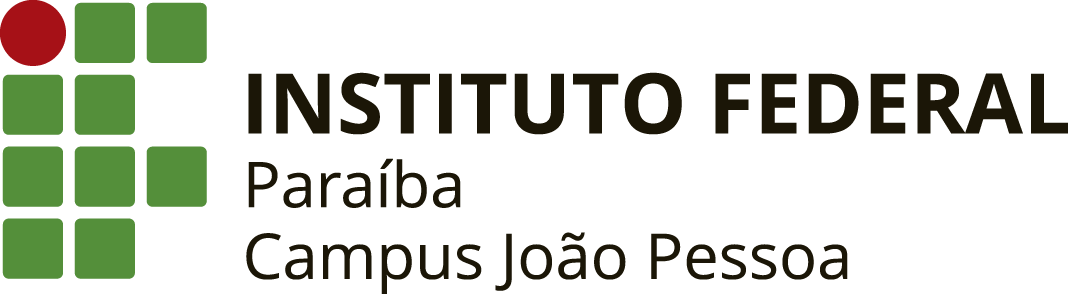 INSTITUTO FEDERAL
Paraíba
Campus João Pessoa